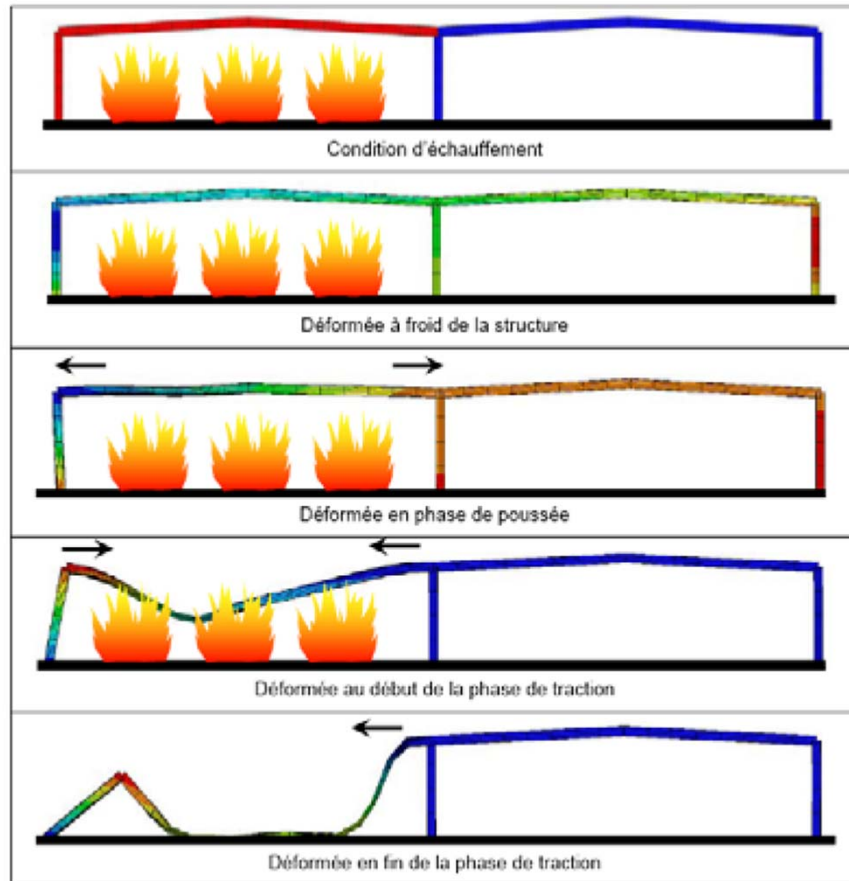 Condition d'échauffement
Déformée à froid de la structure
Déformée en phase de poussée
Déformée au début de la phase de traction
Déformée en fin de la phase de traction